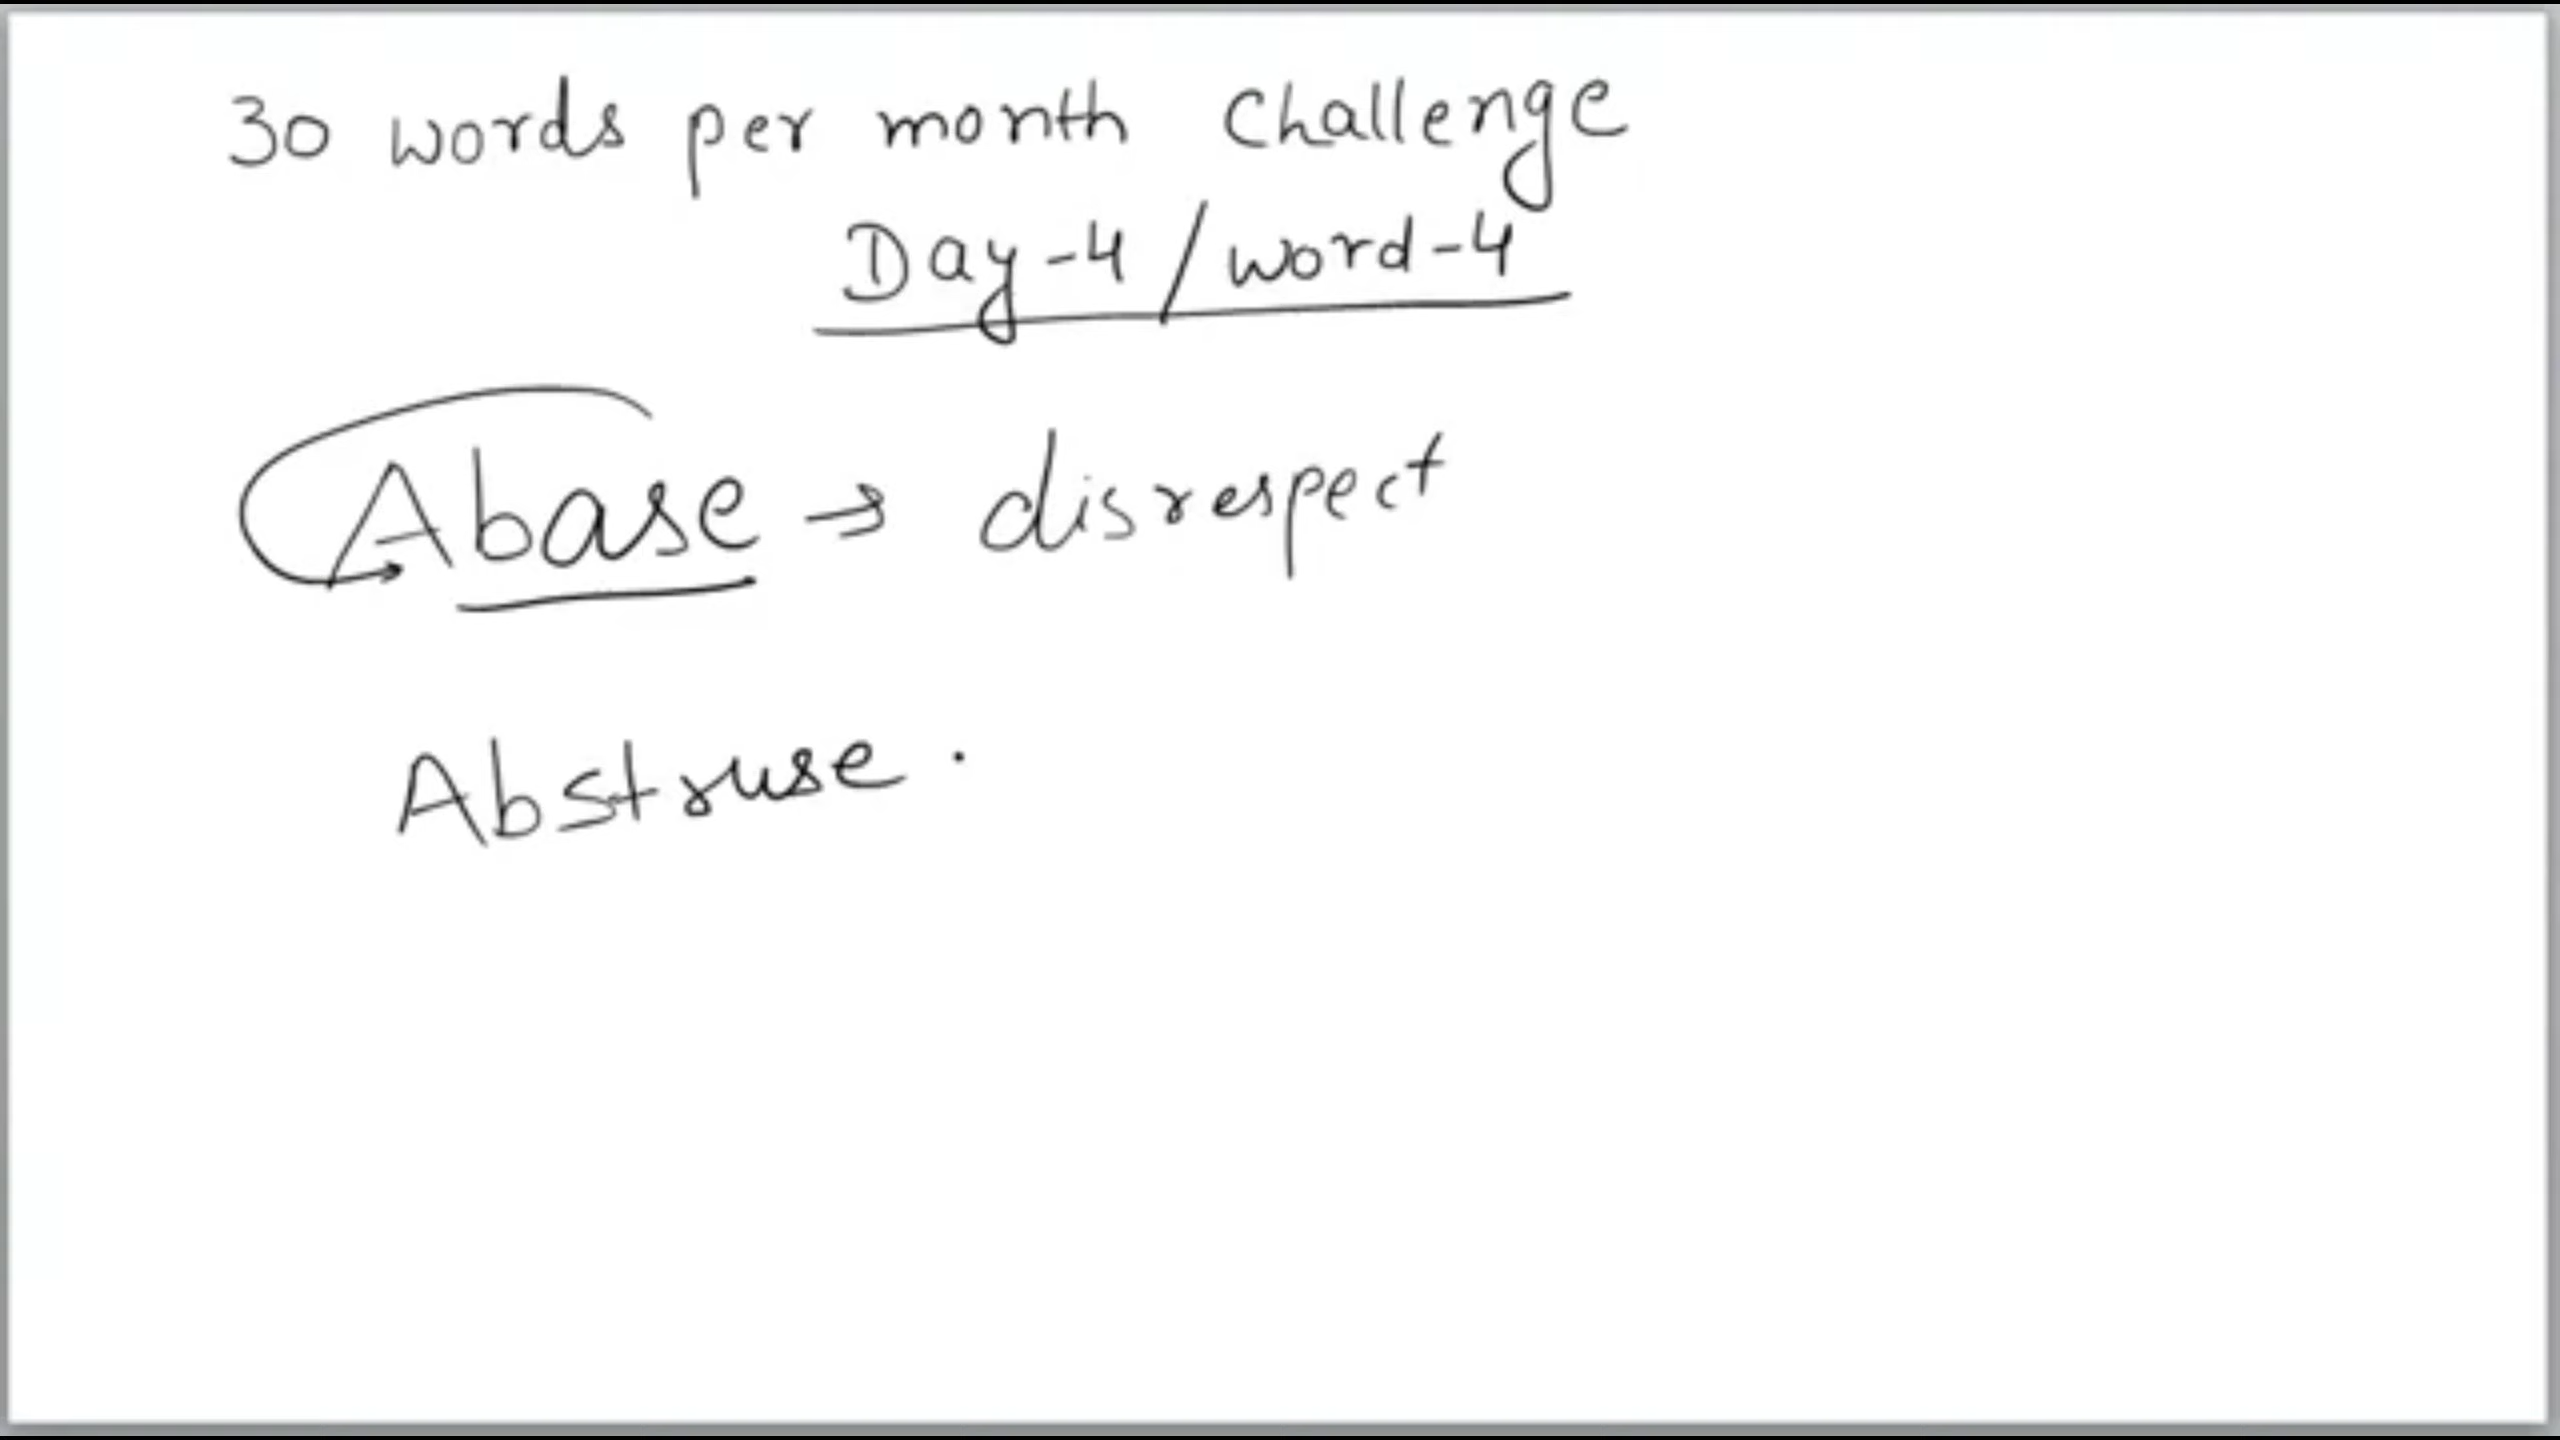 30 words per month Challenge
Day-4 / word-4
Abase → disrespect
Abstruse .